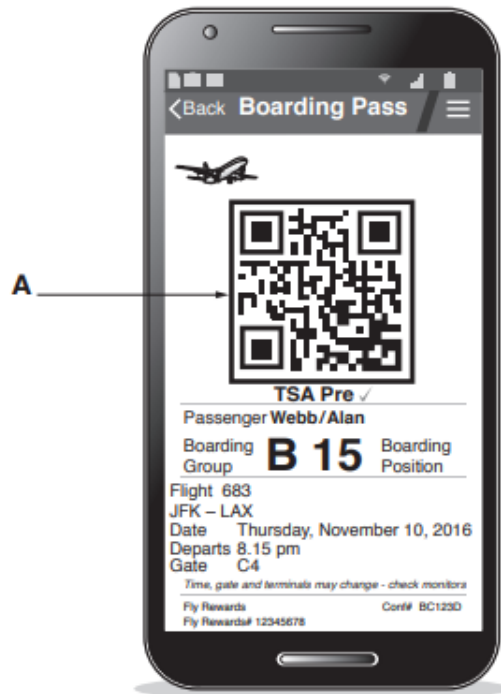 Back Boarding Pass
A
TSA Pre ✓
Passenger Webb/Alan
Boarding Group B 15 Boarding Position
Flight 683
JFK – LAX
Date Thursday, November 10, 2016
Departs 8.15 pm
Gate C4
Time, gate and terminals may change - check monitors
Fly Rewards Conf# BC123D
Fly Rewards# 12345678